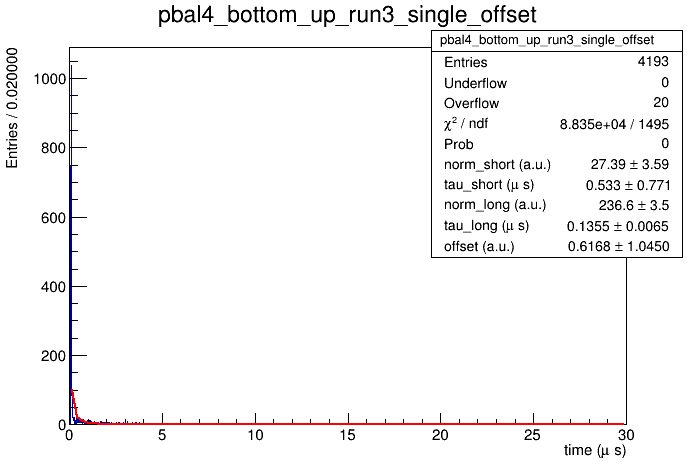 pbal4_bottom_up_run3_single_offset
pbal4_bottom_up_run3_single_offset
Entries 4193
Underflow 0
Overflow 20
χ² / ndf 8.835e+04 / 1495
Prob 0
norm_short (a.u.) 27.39 ± 3.59
tau_short (μ s) 0.533 ± 0.771
norm_long (a.u.) 236.6 ± 3.5
tau_long (μ s) 0.1355 ± 0.0065
offset (a.u.) 0.6168 ± 1.0450
Entries / 0.020000
1000
800
600
400
200
0
0 5 10 15 20 25 30
time (μ s)